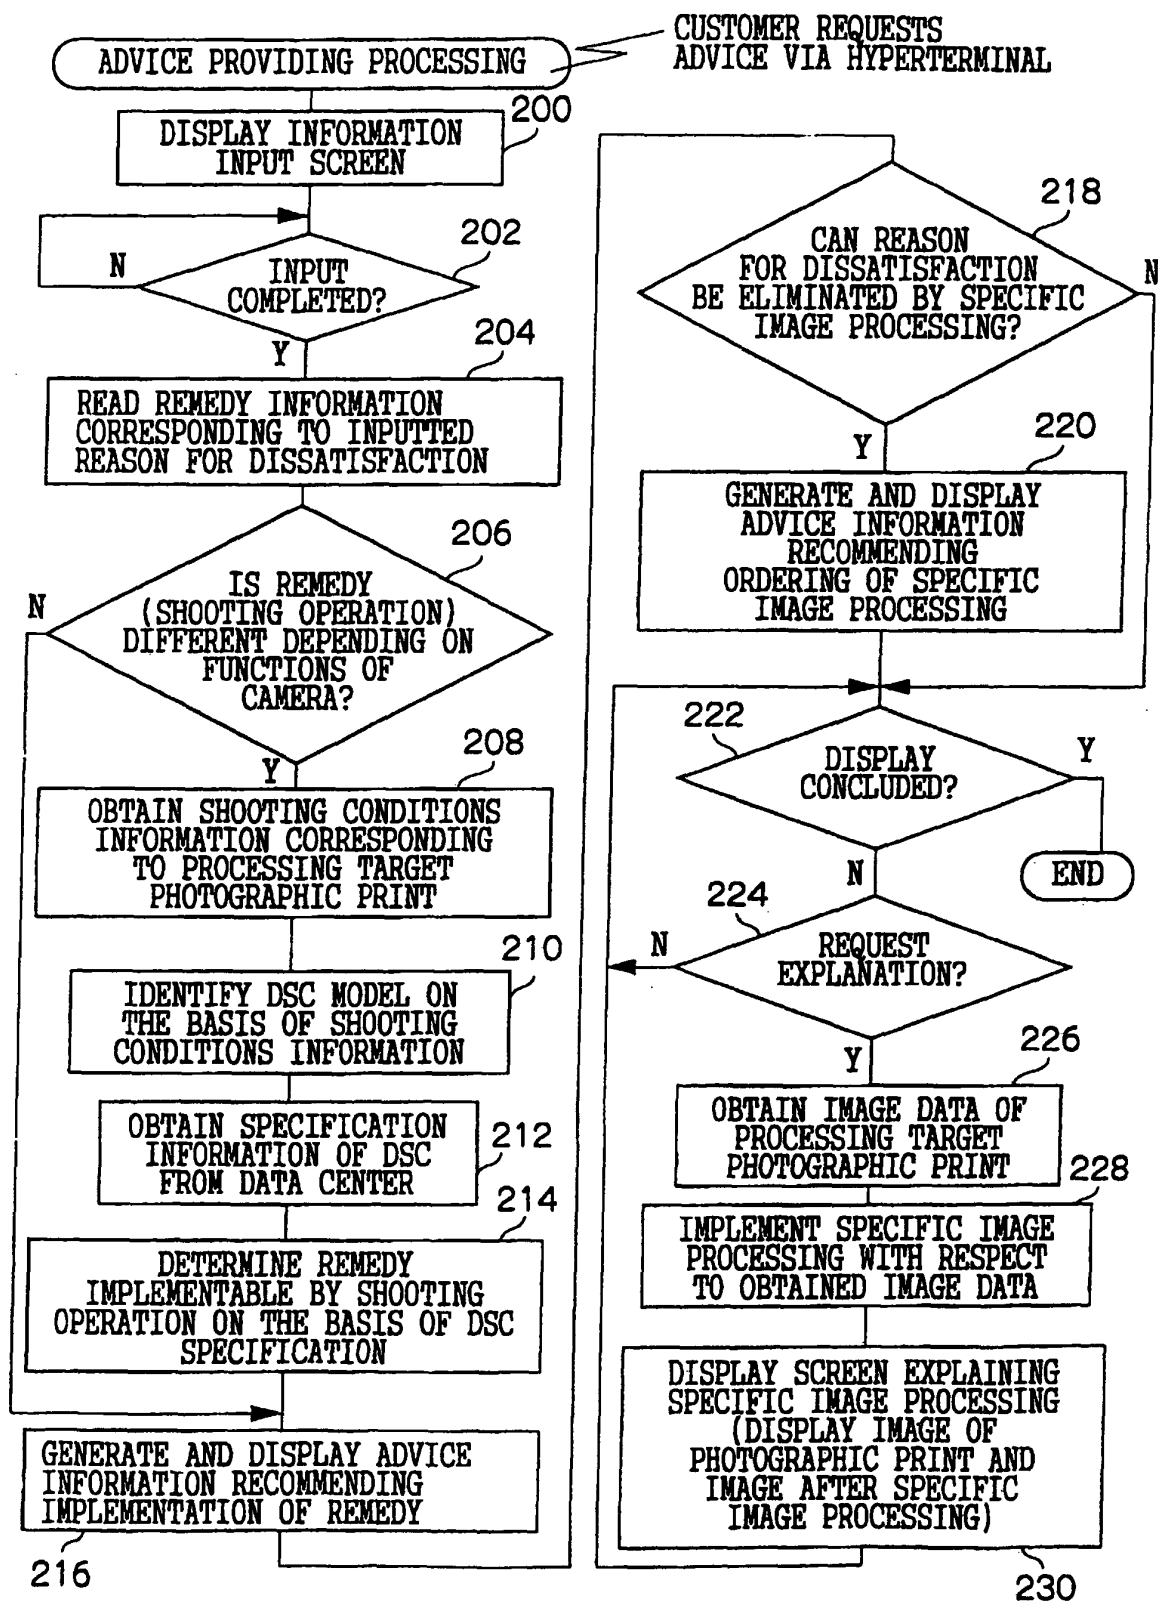 CUSTOMER REQUESTS
ADVICE VIA HYPERTERMINAL
ADVICE PROVIDING PROCESSING
200
DISPLAY INFORMATION
INPUT SCREEN
202
N
INPUT
COMPLETED?
Y
204
READ REMEDY INFORMATION
CORRESPONDING TO INPUTTED
REASON FOR DISSATISFACTION
206
N
IS REMEDY
(SHOOTING OPERATION)
DIFFERENT DEPENDING ON
FUNCTIONS OF
CAMERA?
Y
208
OBTAIN SHOOTING CONDITIONS
INFORMATION CORRESPONDING
TO PROCESSING TARGET
PHOTOGRAPHIC PRINT
210
IDENTIFY DSC MODEL ON
THE BASIS OF SHOOTING
CONDITIONS INFORMATION
212
OBTAIN SPECIFICATION
INFORMATION OF DSC
FROM DATA CENTER
214
DETERMINE REMEDY
IMPLEMENTABLE BY SHOOTING
OPERATION ON THE BASIS OF DSC
SPECIFICATION
GENERATE AND DISPLAY ADVICE
INFORMATION RECOMMENDING
IMPLEMENTATION OF REMEDY
216
218
CAN REASON
FOR DISSATISFACTION
BE ELIMINATED BY SPECIFIC
IMAGE PROCESSING?
N
Y
220
GENERATE AND DISPLAY
ADVICE INFORMATION
RECOMMENDING
ORDERING OF SPECIFIC
IMAGE PROCESSING
222
DISPLAY
CONCLUDED?
Y
END
N
224
N
REQUEST
EXPLANATION?
Y
226
OBTAIN IMAGE DATA OF
PROCESSING TARGET
PHOTOGRAPHIC PRINT
228
IMPLEMENT SPECIFIC IMAGE
PROCESSING WITH RESPECT
TO OBTAINED IMAGE DATA
DISPLAY SCREEN EXPLAINING
SPECIFIC IMAGE PROCESSING
(DISPLAY IMAGE OF
PHOTOGRAPHIC PRINT AND
IMAGE AFTER SPECIFIC
IMAGE PROCESSING)
230